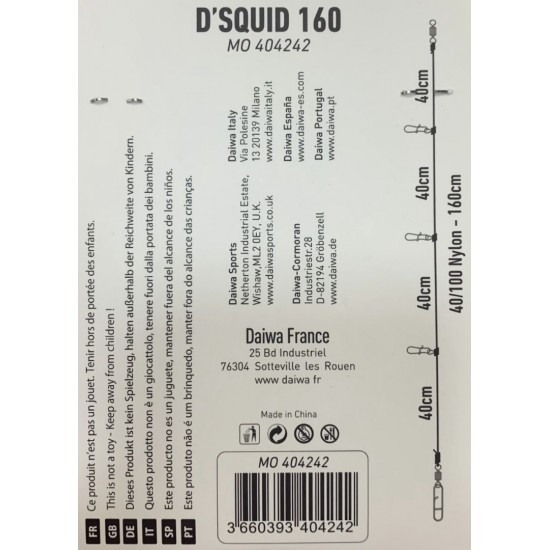 D'SQUID 160
MO 404242
Daiwa Italy
Via Polesine
13 20139 Milano
www.daiwaitaly.it
Daiwa España
www.daiwa-es.com
Daiwa Portugal
www.daiwa.pt
Daiwa Sports
Netherton Industrial Estate,
Wishaw,ML2 0EY, U.K.
www.daiwasports.co.uk
Daiwa-Cormoran
Industriestr.28
D-82194 Gröbenzell
www.daiwa.de
Daiwa France
25 Bd Industriel
76304 Sotteville les Rouen
www.daiwa fr
Made in China
MO 404242
3 660393 404242
FR Ce produit n'est pas un jouet. Tenir hors de portée des enfants.
GB This is not a toy - Keep away from children !
DE Dieses Produkt ist kein Spielzeug, halten außerhalb der Reichweite von Kindern.
IT Questo prodotto non è un giocattolo, tenere fuori dalla portata dei bambini.
SP Este producto no es un juguete, mantener fuera del alcance de los niños.
PT Este produto não é um brinquedo, manter fora do alcance das crianças.
40cm
40cm
40cm
40cm
40/100 Nylon - 160cm